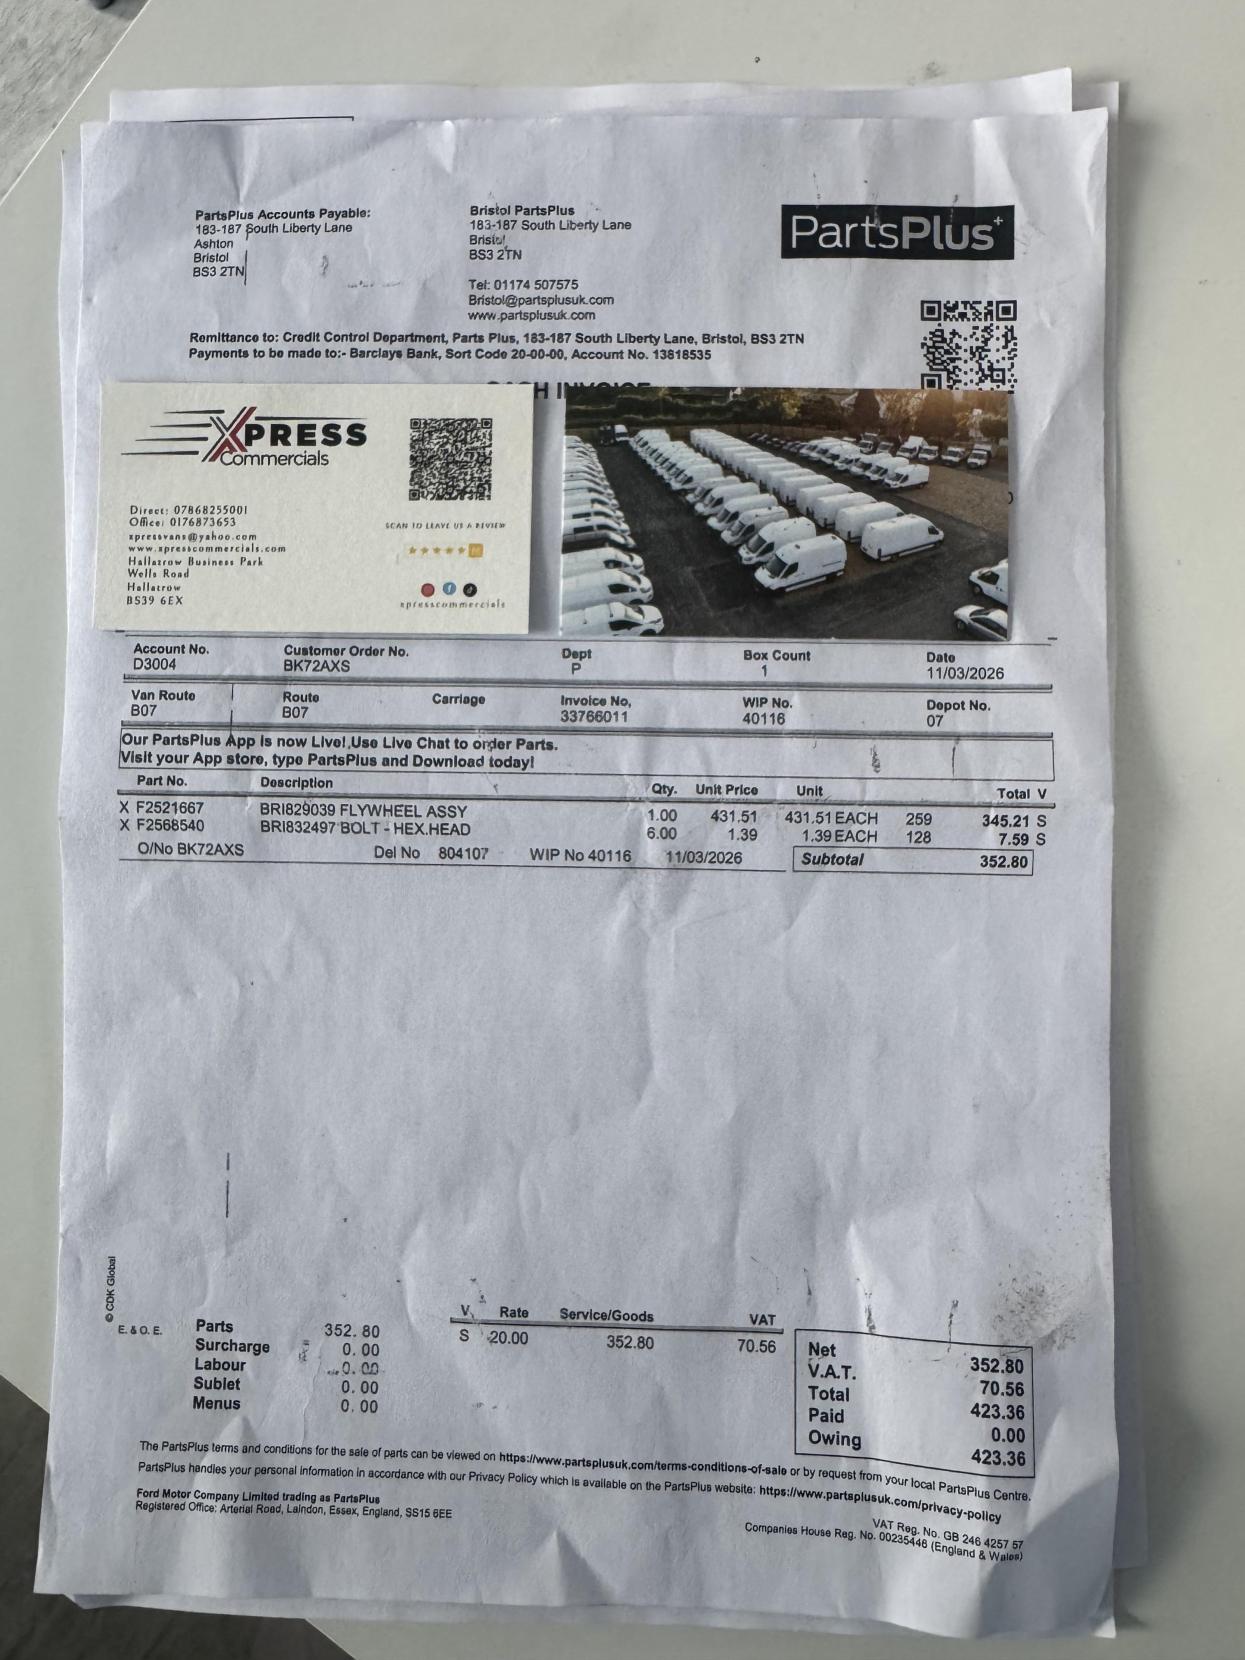 PartsPlus Accounts Payable:
183-187 South Liberty Lane
Ashton
Bristol
BS3 2TN
Bristol PartsPlus
183-187 South Liberty Lane
Bristol
BS3 2TN
Tel: 01174 507575
Bristol@partsplusuk.com
www.partsplusuk.com
PartsPlus+
Remittance to: Credit Control Department, Parts Plus, 183-187 South Liberty Lane, Bristol, BS3 2TN
Payments to be made to:- Barclays Bank, Sort Code 20-00-00, Account No. 13818535
CASH INVOICE
XPRESS
Commercials
Direct: 07868255001
Office: 0176873653
xpressvans@yahoo.com
www.xpresscommercials.com
Hallatrow Business Park
Wells Road
Hallatrow
BS39 6EX
SCAN TO LEAVE US A REVIEW
xpresscommercials
Account No. Customer Order No. Dept Box Count Date
D3004 BK72AXS P 1 11/03/2026
Van Route Route Carriage Invoice No, WIP No. Depot No.
B07 B07 33766011 40116 07
Our PartsPlus App is now Live! Use Live Chat to order Parts.
Visit your App store, type PartsPlus and Download today!
Part No. Description Qty. Unit Price Unit Total V
X F2521667 BRI829039 FLYWHEEL ASSY 1.00 431.51 431.51 EACH 259 345.21 S
X F2568540 BRI832497 BOLT - HEX.HEAD 6.00 1.39 1.39 EACH 128 7.59 S
O/No BK72AXS Del No 804107 WIP No 40116 11/03/2026 Subtotal 352.80
© CDK Global
E. & O. E.
Parts 352.80
Surcharge 0.00
Labour 0.00
Sublet 0.00
Menus 0.00
V. Rate Service/Goods VAT
S 20.00 352.80 70.56
Net 352.80
V.A.T. 70.56
Total 423.36
Paid 0.00
Owing 423.36
The PartsPlus terms and conditions for the sale of parts can be viewed on https://www.partsplusuk.com/terms-conditions-of-sale or by request from your local PartsPlus Centre.
PartsPlus handles your personal information in accordance with our Privacy Policy which is available on the PartsPlus website: https://www.partsplusuk.com/privacy-policy
Ford Motor Company Limited trading as PartsPlus
Registered Office: Arterial Road, Laindon, Essex, England, SS15 6EE
VAT Reg. No. GB 246 4257 57
Companies House Reg. No. 00235446 (England & Wales)